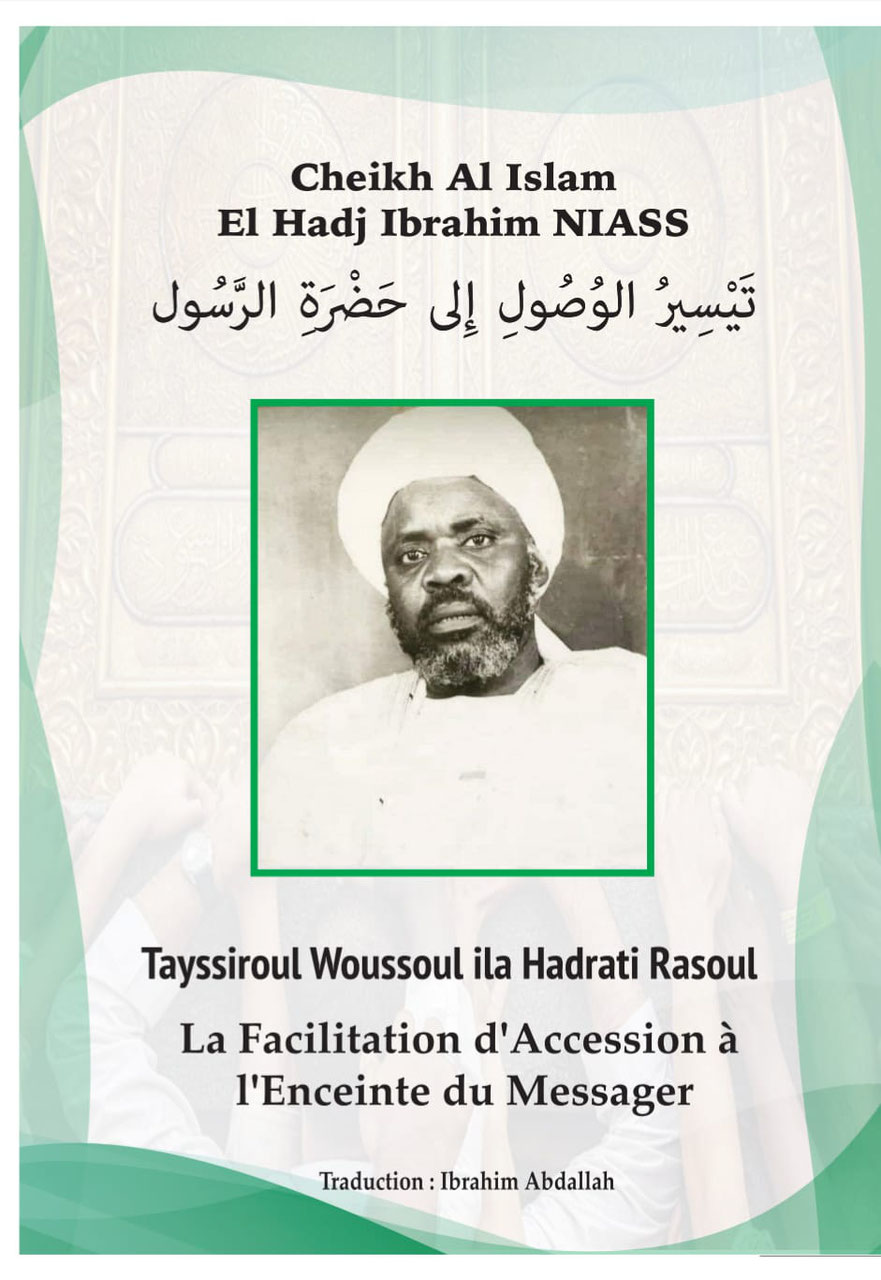 Cheikh Al Islam
El Hadj Ibrahim NIASS
تَيْسِيرُ الوُصُولِ إِلى حَضْرَةِ الرَّسُول
Tayssiroul Woussoul ila Hadrati Rasoul
La Facilitation d'Accession à
l'Enceinte du Messager
Traduction : Ibrahim Abdallah